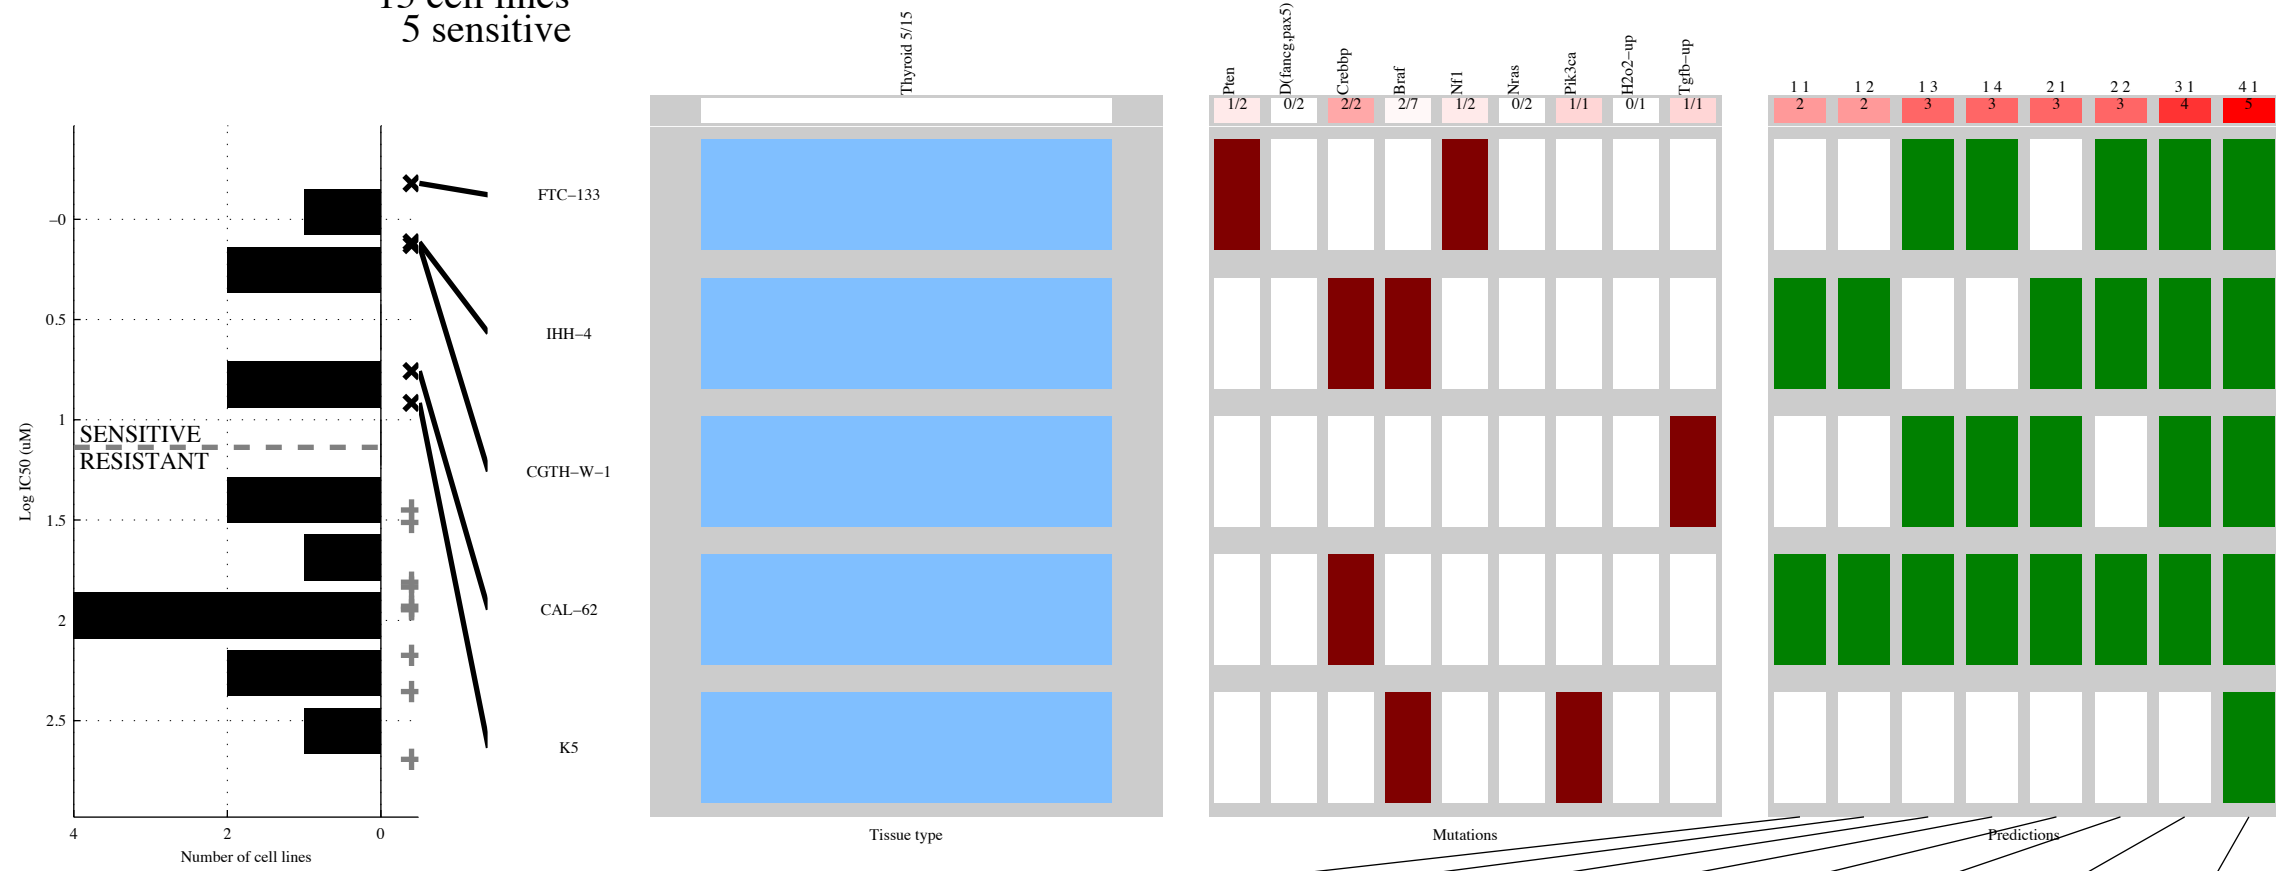 15 cell lines
5 sensitive
Thyroid 5/15
Pten
D(fancg,pax5)
Crebbp
Braf
Nf1
Nras
Pik3ca
H2o2−up
Tgfb−up
1/2 0/2 2/2 2/7 1/2 0/2 1/1 0/1 1/1
1 1 1 2 1 3 1 4 2 1 2 2 3 1 4 1
2 2 3 3 3 3 4 5
−0
0.5
1
1.5
2
2.5
Log IC50 (uM)
SENSITIVE
RESISTANT
4 2 0
Number of cell lines
FTC−133
IHH−4
CGTH−W−1
CAL−62
K5
Tissue type
Mutations
Predictions